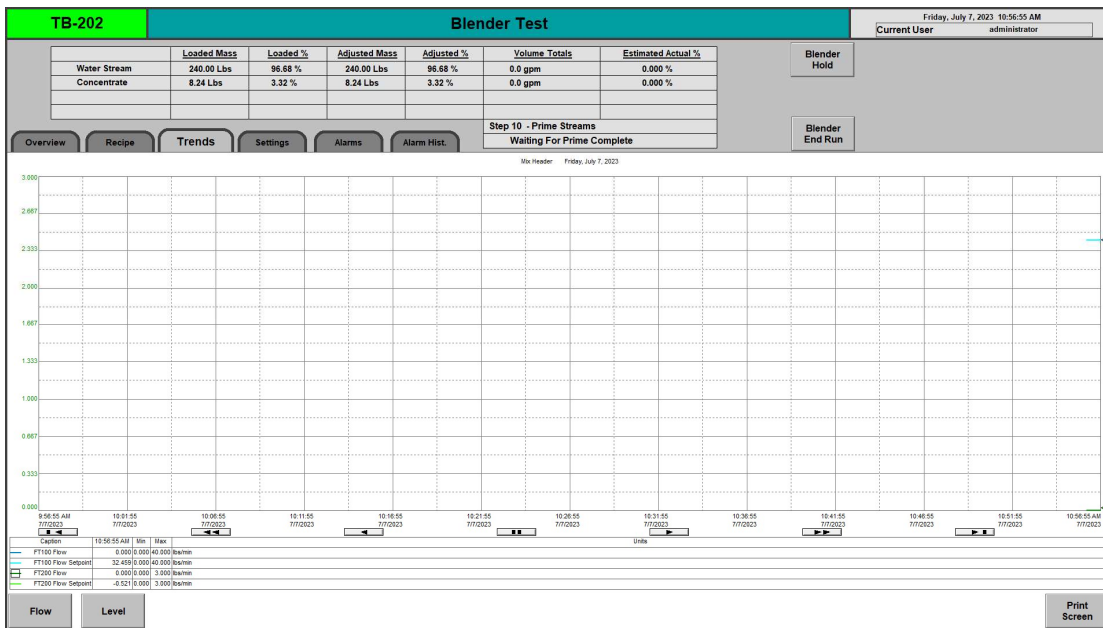 TB-202
Blender Test
Friday, July 7, 2023 10:56:55 AM
Current User administrator
Loaded Mass Loaded % Adjusted Mass Adjusted % Volume Totals Estimated Actual %
Water Stream 240.00 Lbs 96.68 % 240.00 Lbs 96.68 % 0.0 gpm 0.000 %
Concentrate 8.24 Lbs 3.32 % 8.24 Lbs 3.32 % 0.0 gpm 0.000 %
Blender
Hold
Step 10 - Prime Streams
Waiting For Prime Complete
Blender
End Run
Overview Recipe Trends Settings Alarms Alarm Hist.
Mix Header Friday, July 7, 2023
3.000
2.667
2.333
2.000
1.667
1.333
1.000
0.667
0.333
0.000
9:56:55 AM 10:01:55 10:06:55 10:11:55 10:16:55 10:21:55 10:26:55 10:31:55 10:36:55 10:41:55 10:46:55 10:51:55 10:56:55 AM
7/7/2023 7/7/2023 7/7/2023 7/7/2023 7/7/2023 7/7/2023 7/7/2023 7/7/2023 7/7/2023 7/7/2023 7/7/2023 7/7/2023 7/7/2023
Caption 10:56:55 AM Min Max Units
FT100 Flow 0.000 0.000 40.000 lbs/min
FT100 Flow Setpoint 32.459 0.000 40.000 lbs/min
FT200 Flow 0.000 0.000 3.000 lbs/min
FT200 Flow Setpoint -0.521 0.000 3.000 lbs/min
Flow
Level
Print
Screen